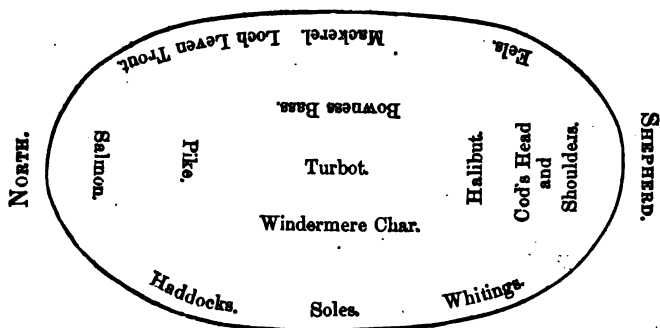 Loch Leven Trout.
Mackerel.
Eels.
Bowness Bass.
NORTH.
Salmon.
Pike.
Turbot.
Halibut.
Cod's Head
and
Shoulders.
SHEPHERD.
Windermere Char.
Haddocks.
Soles.
Whitings.